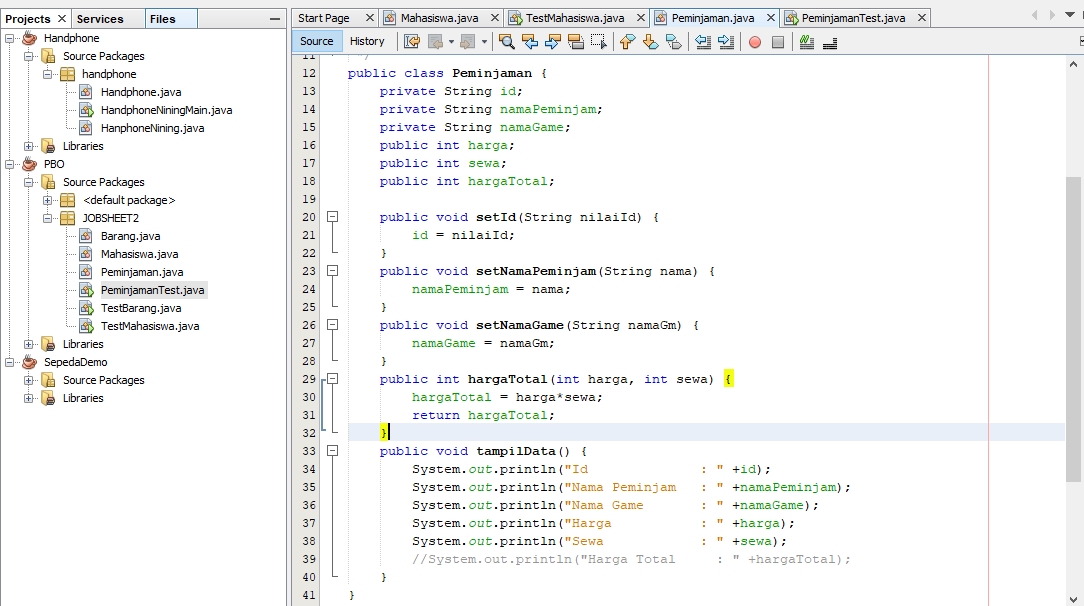 Projects Services Files
Handphone
Source Packages
handphone
Handphone.java
HandphoneNiningMain.java
HanphoneNining.java
Libraries
PBO
Source Packages
<default package>
JOBSHEET2
Barang.java
Mahasiswa.java
Peminjaman.java
PeminjamanTest.java
TestBarang.java
TestMahasiswa.java
Libraries
SepedaDemo
Source Packages
Libraries
Start Page Mahasiswa.java TestMahasiswa.java Peminjaman.java PeminjamanTest.java
Source History
11 */
12 public class Peminjaman {
13 private String id;
14 private String namaPeminjam;
15 private String namaGame;
16 public int harga;
17 public int sewa;
18 public int hargaTotal;
19
20 public void setId(String nilaiId) {
21 id = nilaiId;
22 }
23 public void setNamaPeminjam(String nama) {
24 namaPeminjam = nama;
25 }
26 public void setNamaGame(String namaGm) {
27 namaGame = namaGm;
28 }
29 public int hargaTotal(int harga, int sewa) {
30 hargaTotal = harga*sewa;
31 return hargaTotal;
32 }
33 public void tampilData() {
34 System.out.println("Id : " +id);
35 System.out.println("Nama Peminjam : " +namaPeminjam);
36 System.out.println("Nama Game : " +namaGame);
37 System.out.println("Harga : " +harga);
38 System.out.println("Sewa : " +sewa);
39 //System.out.println("Harga Total : " +hargaTotal);
40 }
41 }